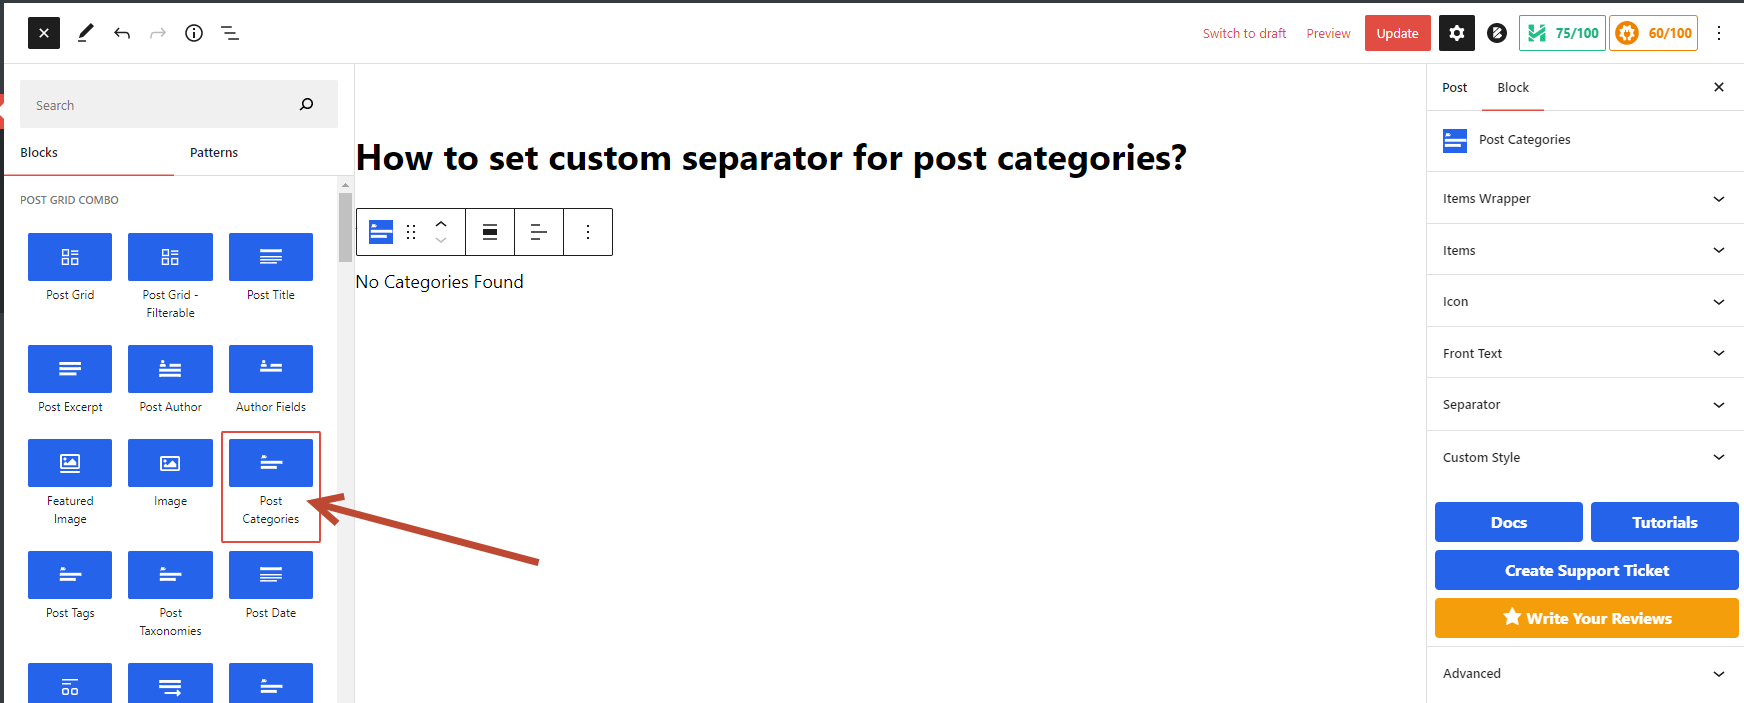 Switch to draft
Preview
Update
75/100
60/100
Search
Blocks
Patterns
POST GRID COMBO
Post Grid
Post Grid -
Filterable
Post Title
Post Excerpt
Post Author
Author Fields
Featured
Image
Image
Post
Categories
Post Tags
Post
Taxonomies
Post Date
How to set custom separator for post categories?
No Categories Found
Post
Block
Post Categories
Items Wrapper
Items
Icon
Front Text
Separator
Custom Style
Docs
Tutorials
Create Support Ticket
Write Your Reviews
Advanced